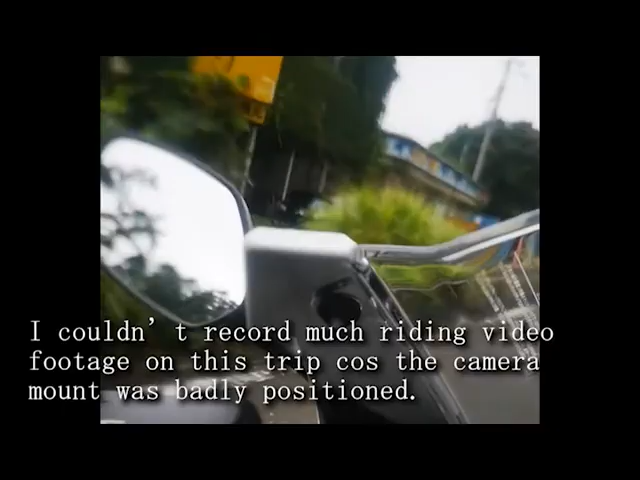 I couldn't record much riding video
footage on this trip cos the camera
mount was badly positioned.